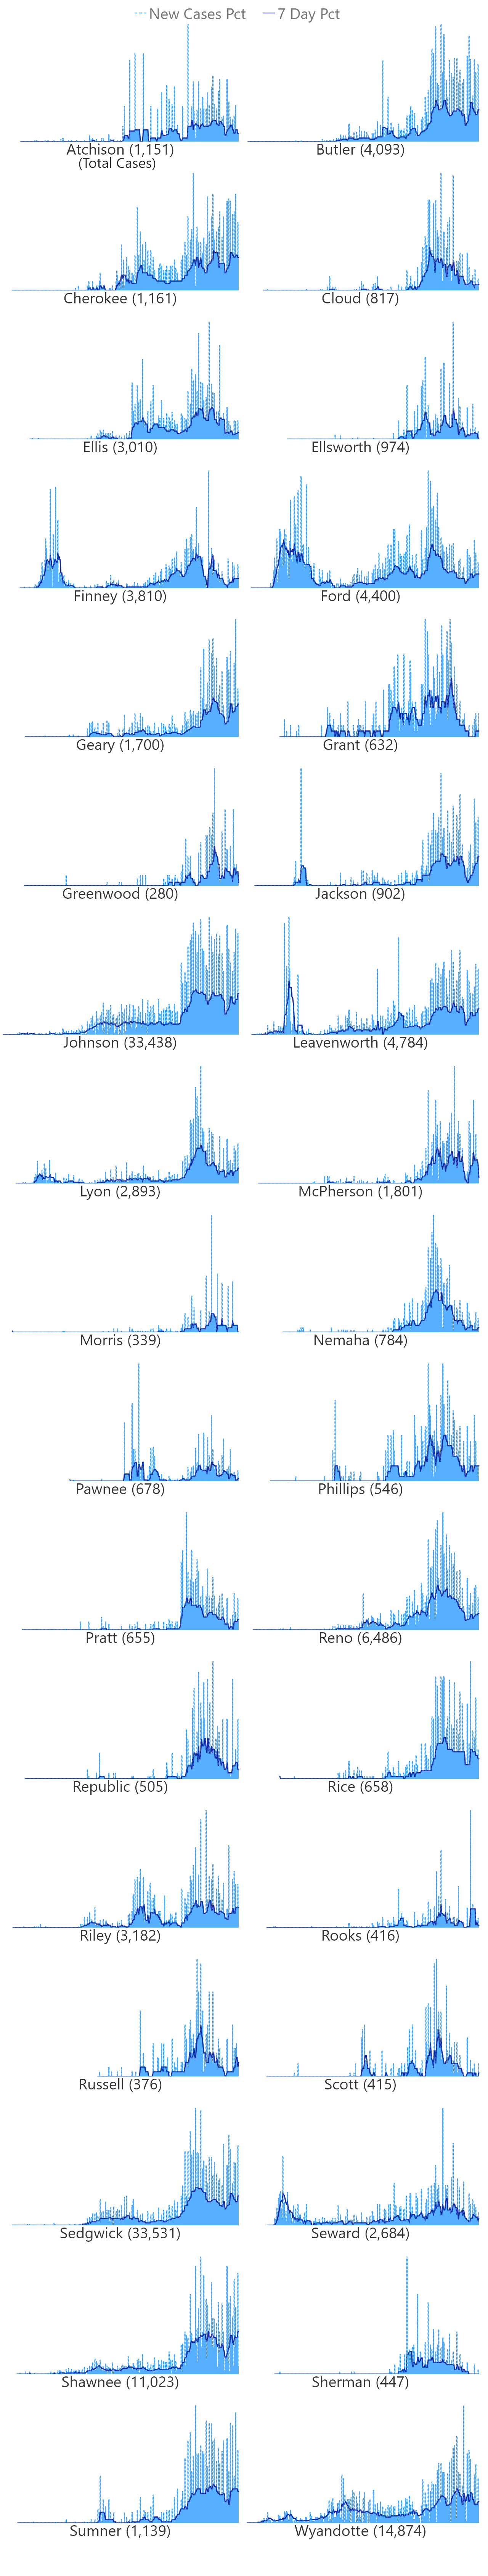 New Cases Pct 7 Day Pct
Atchison (1,151) Butler (4,093)
(Total Cases)
Cherokee (1,161) Cloud (817)
Ellis (3,010) Ellsworth (974)
Finney (3,810) Ford (4,400)
Geary (1,700) Grant (632)
Greenwood (280) Jackson (902)
Johnson (33,438) Leavenworth (4,784)
Lyon (2,893) McPherson (1,801)
Morris (339) Nemaha (784)
Pawnee (678) Phillips (546)
Pratt (655) Reno (6,486)
Republic (505) Rice (658)
Riley (3,182) Rooks (416)
Russell (376) Scott (415)
Sedgwick (33,531) Seward (2,684)
Shawnee (11,023) Sherman (447)
Sumner (1,139) Wyandotte (14,874)